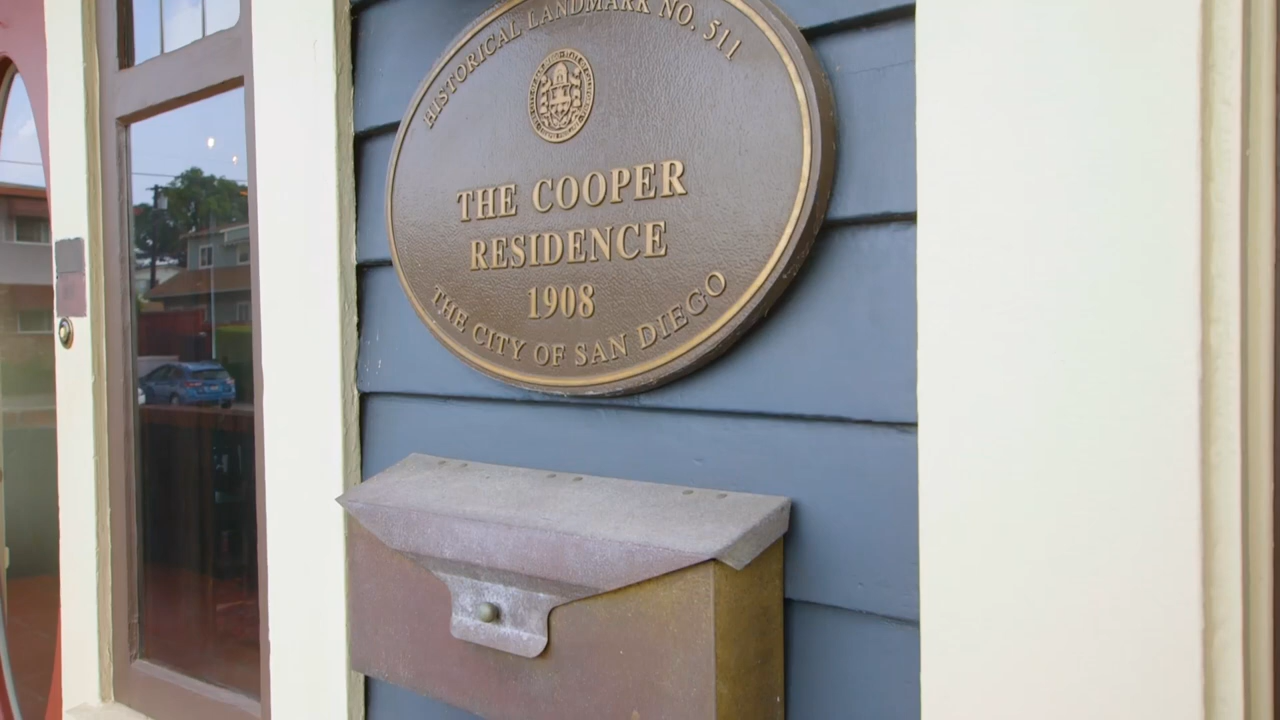 HISTORICAL LANDMARK NO. 511
THE COOPER
RESIDENCE
1908
THE CITY OF SAN DIEGO